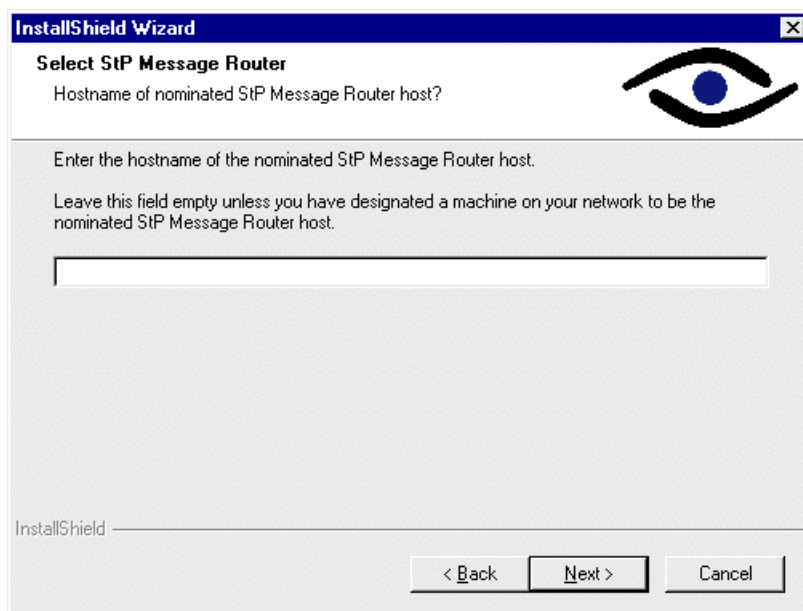 InstallShield Wizard
Select StP Message Router
Hostname of nominated StP Message Router host?
Enter the hostname of the nominated StP Message Router host.
Leave this field empty unless you have designated a machine on your network to be the
nominated StP Message Router host.
InstallShield
< Back
Next >
Cancel